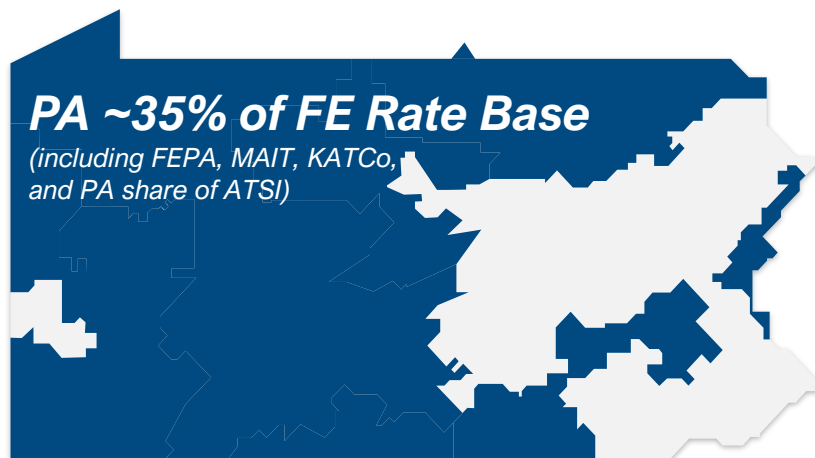 PA ~35% of FE Rate Base
(including FEPA, MAIT, KATCo,
and PA share of ATSI)